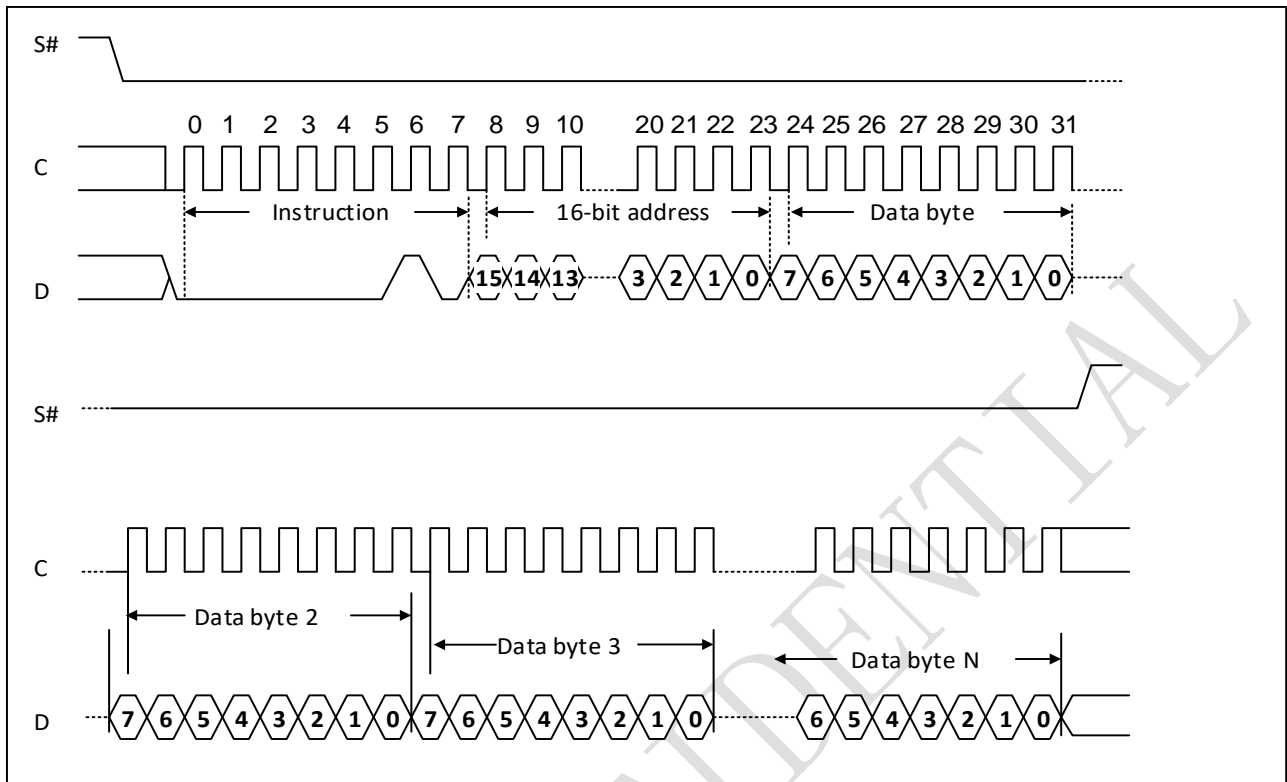 S#
0 1 2 3 4 5 6 7 8 9 10 20 21 22 23 24 25 26 27 28 29 30 31
C
Instruction 16-bit address Data byte
D 15 14 13 3 2 1 0 7 6 5 4 3 2 1 0
S#
C
Data byte 2 Data byte 3 Data byte N
D 7 6 5 4 3 2 1 0 7 6 5 4 3 2 1 0 6 5 4 3 2 1 0
IDENTIAL